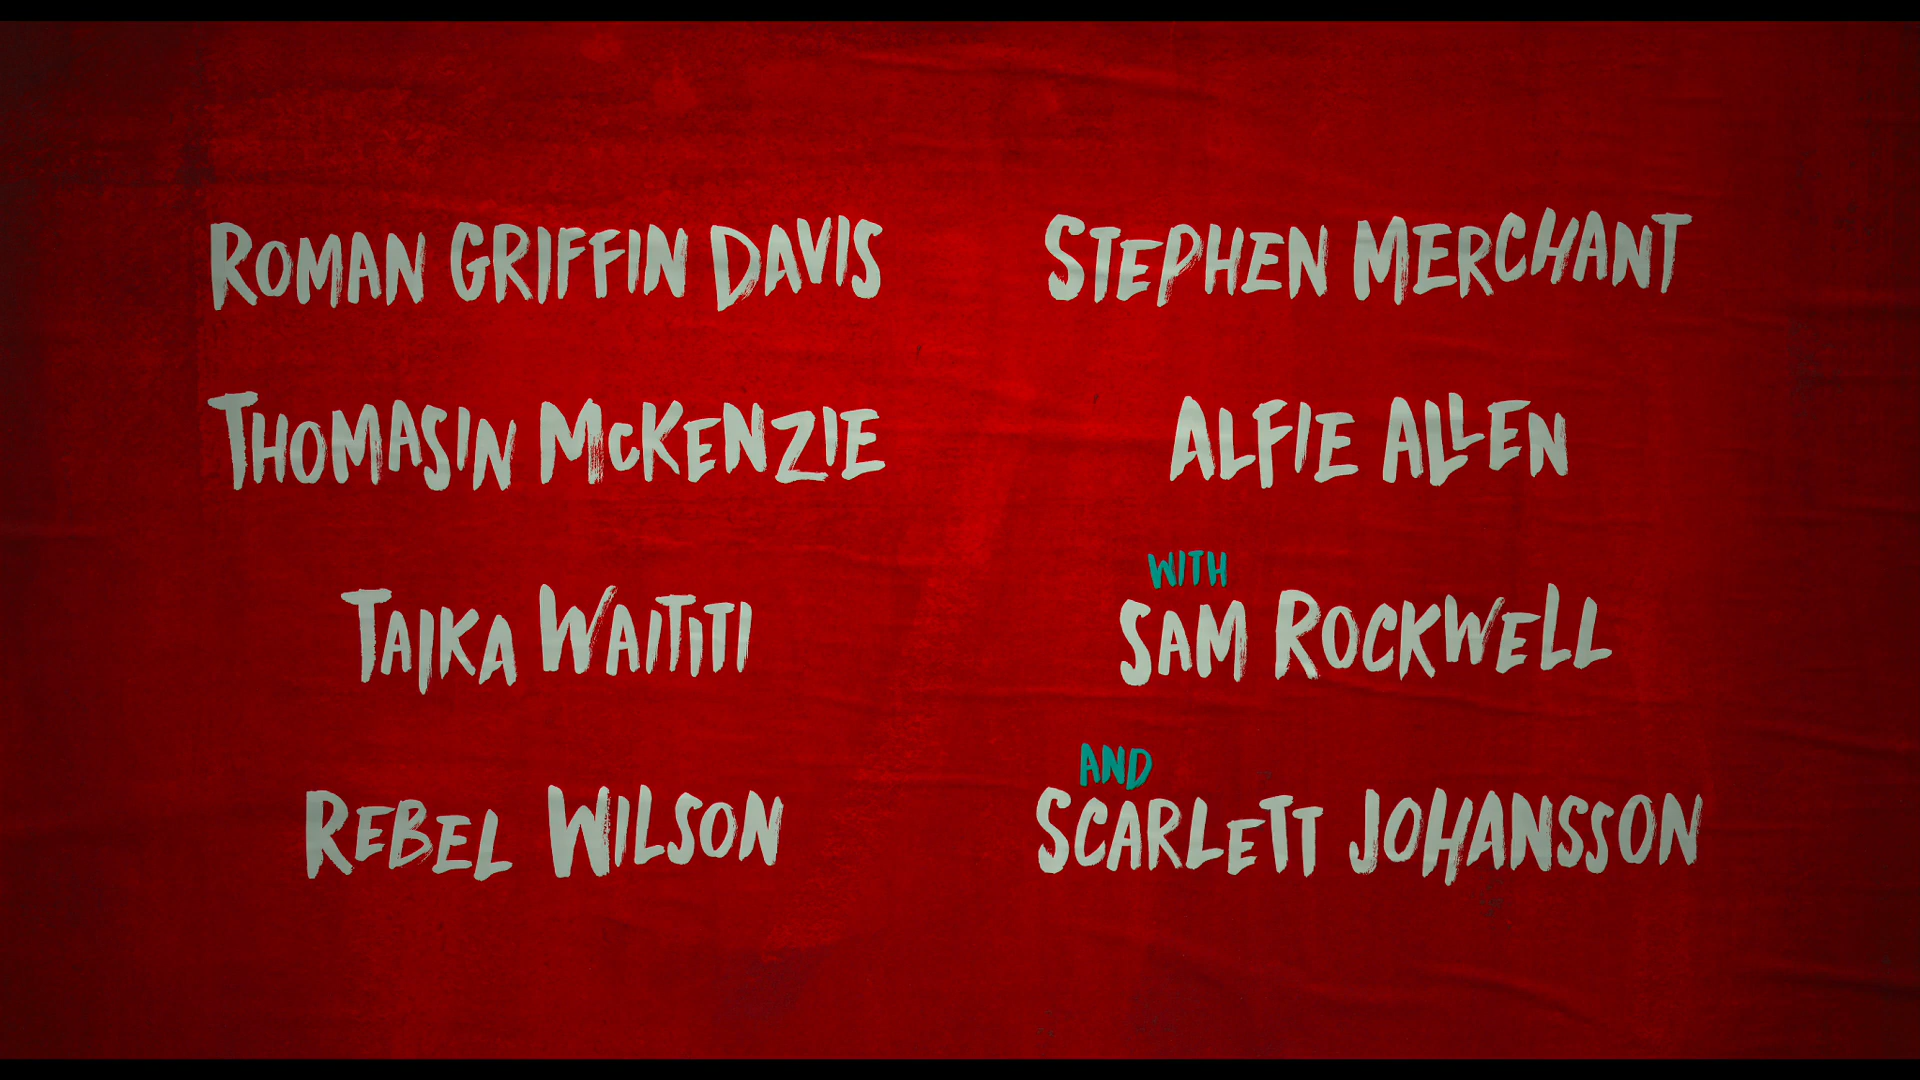 ROMAN GRIFFIN DAVIS
THOMASIN McKENZIE
TAIKA WAITITI
REBEL WILSON
STEPHEN MERCHANT
ALFIE ALLEN
WITH
SAM ROCKWELL
AND
SCARLETT JOHANSSON